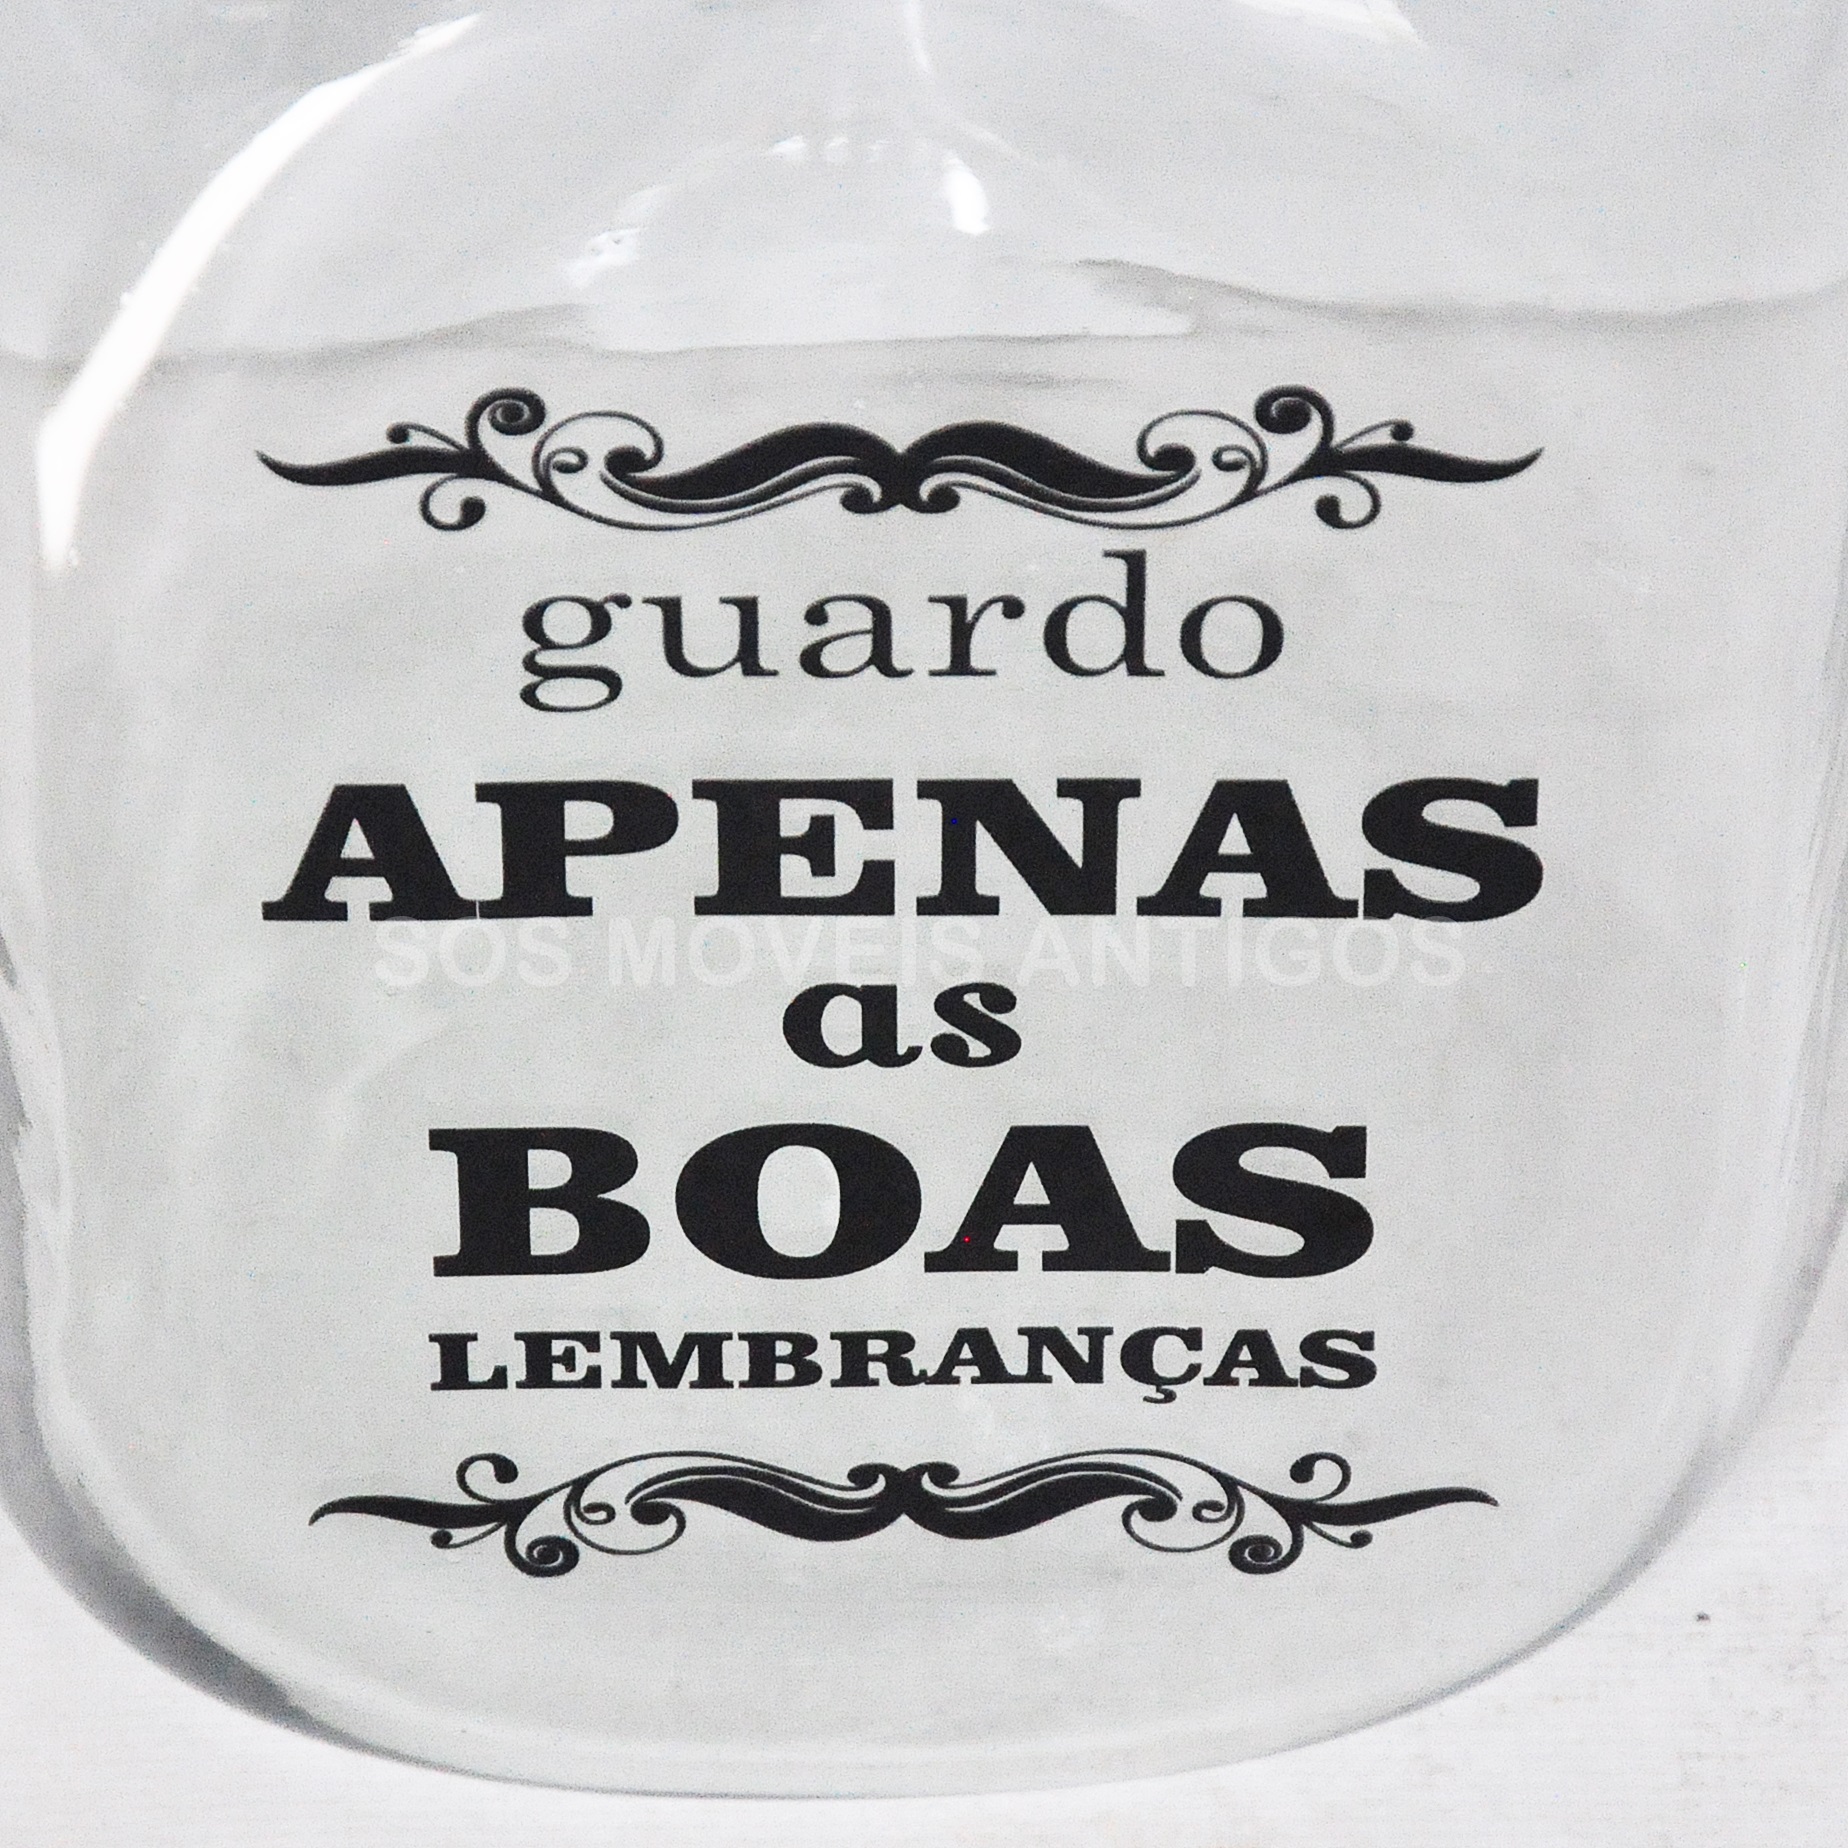 guardo
APENAS
SOS MOVEIS ANTIGOS
as
BOAS
LEMBRANÇAS